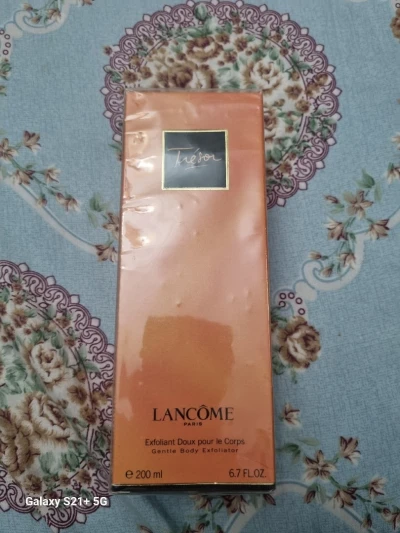 Trésor
LANCÔME
PARIS
Exfoliant Doux pour le Corps
Gentle Body Exfoliator
℮ 200 ml 6.7 FL.OZ.
Galaxy S21+ 5G